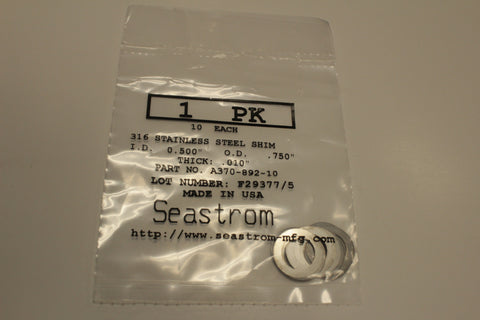 1 PK
10 EACH
316 STAINLESS STEEL SHIM
I.D. 0.500" O.D. .750"
THICK: .010"
PART NO. A370-892-10
LOT NUMBER: F29377/5
MADE IN USA
Seastrom
http://www.seastrom-mfg.com